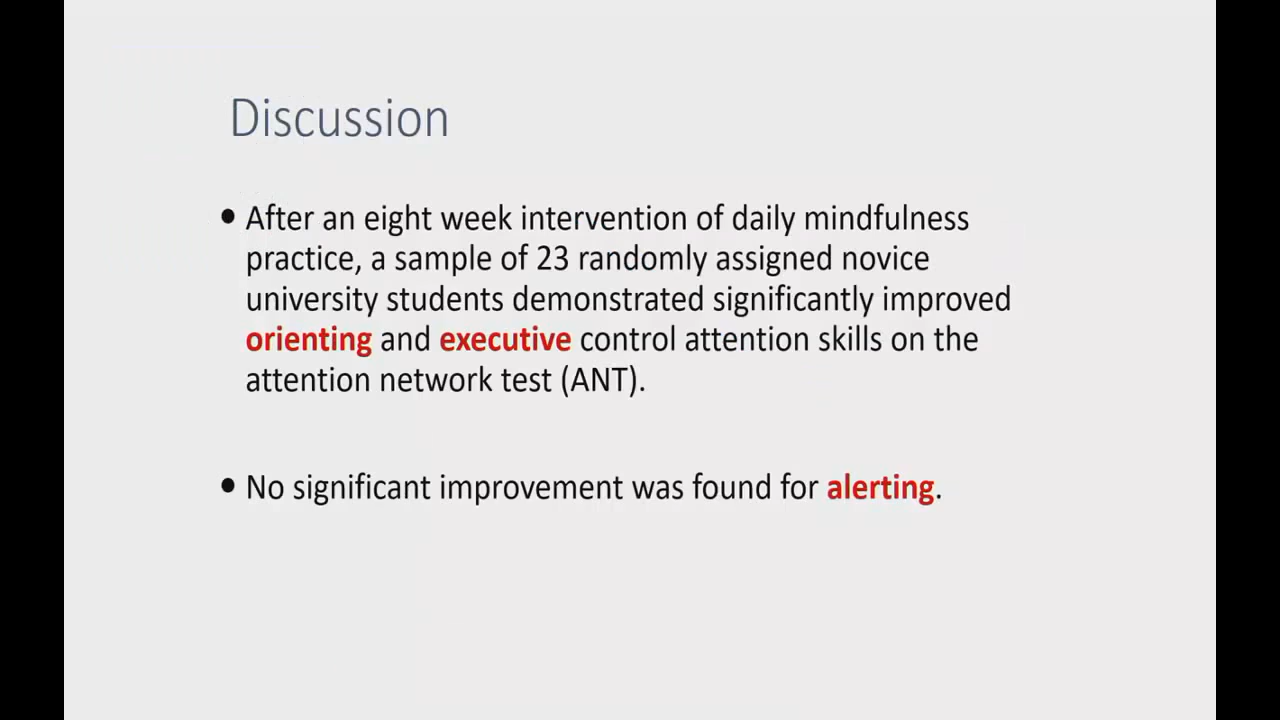 Discussion
• After an eight week intervention of daily mindfulness
practice, a sample of 23 randomly assigned novice
university students demonstrated significantly improved
orienting and executive control attention skills on the
attention network test (ANT).
• No significant improvement was found for alerting.